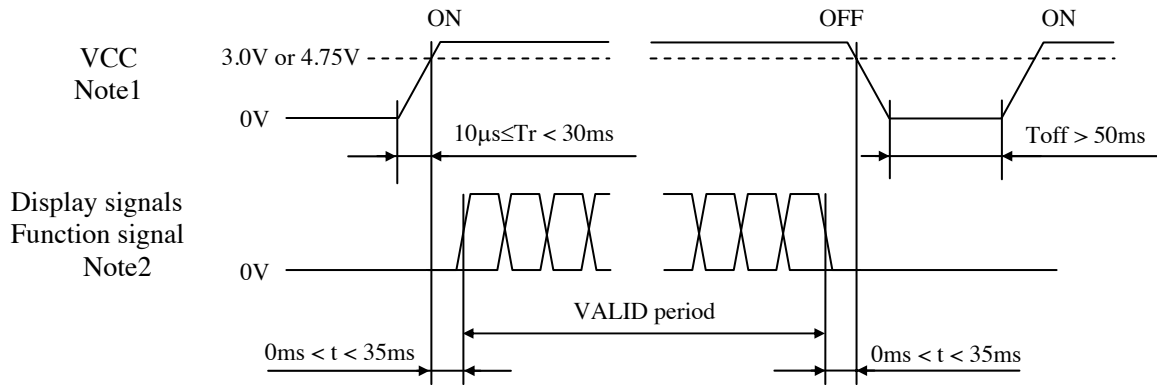 ON
OFF
ON
VCC
Note1
3.0V or 4.75V
0V
10μs≤Tr < 30ms
Toff > 50ms
Display signals
Function signal
Note2
0V
VALID period
0ms < t < 35ms
0ms < t < 35ms